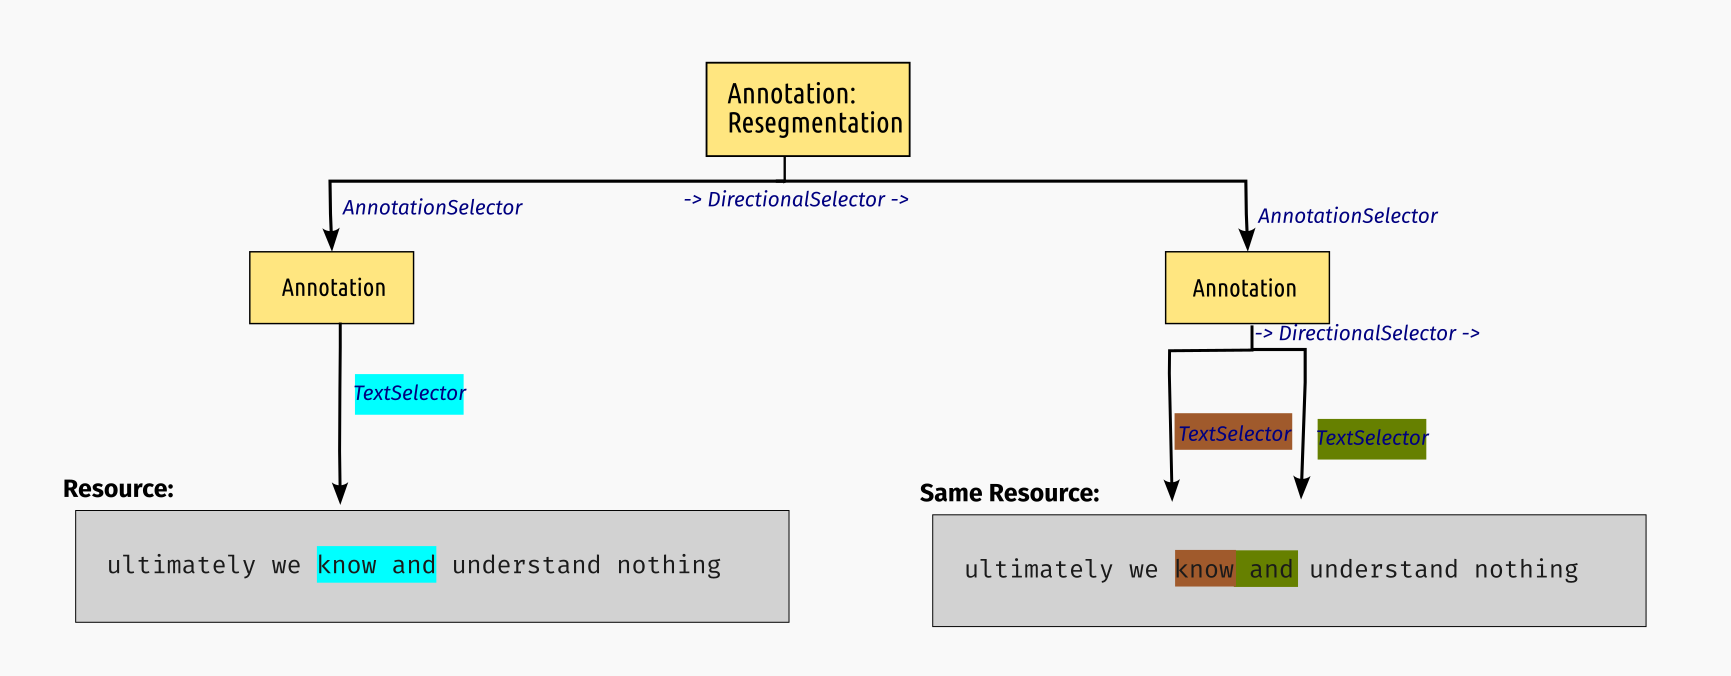 Annotation:
Resegmentation
-> DirectionalSelector ->
AnnotationSelector
AnnotationSelector
Annotation
Annotation
-> DirectionalSelector ->
TextSelector
TextSelector
TextSelector
Resource:
Same Resource:
ultimately we know and understand nothing
ultimately we know and understand nothing